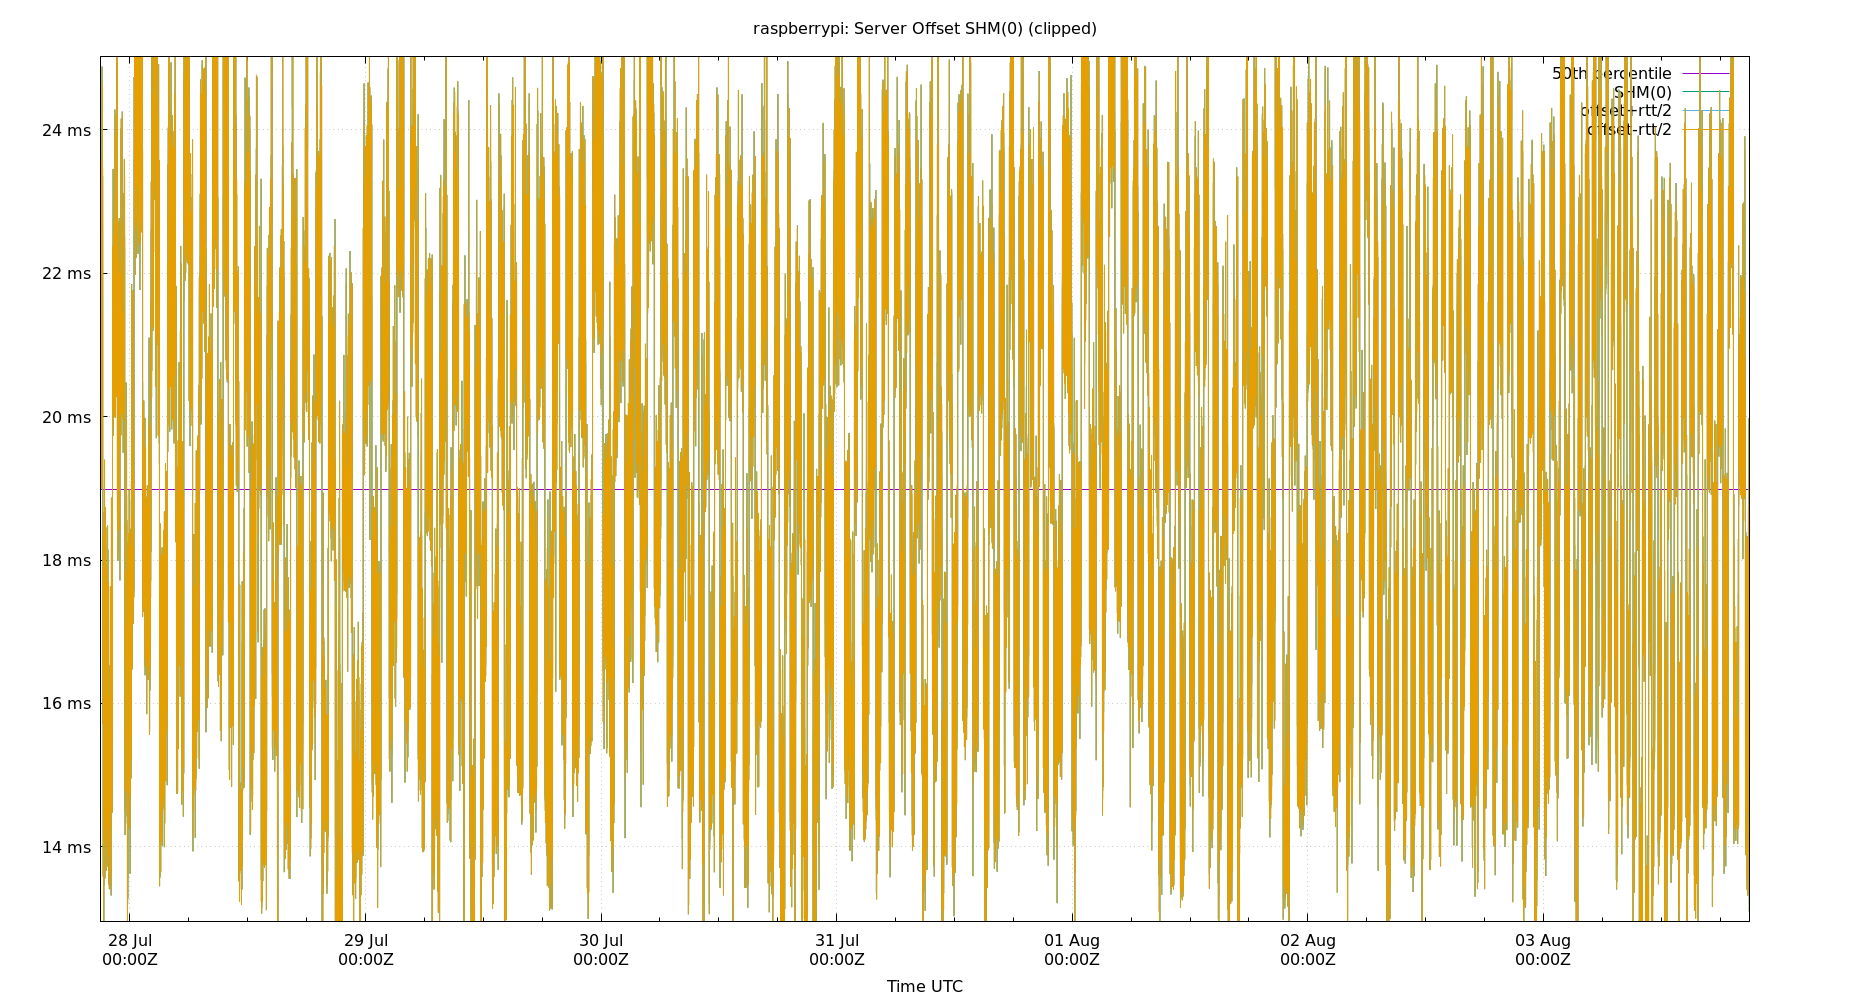 raspberrypi: Server Offset SHM(0) (clipped)
50th percentile
SHM(0)
offset+rtt/2
offset-rtt/2
24 ms
22 ms
20 ms
18 ms
16 ms
14 ms
28 Jul 29 Jul 30 Jul 31 Jul 01 Aug 02 Aug 03 Aug
00:00Z 00:00Z 00:00Z 00:00Z 00:00Z 00:00Z 00:00Z
Time UTC